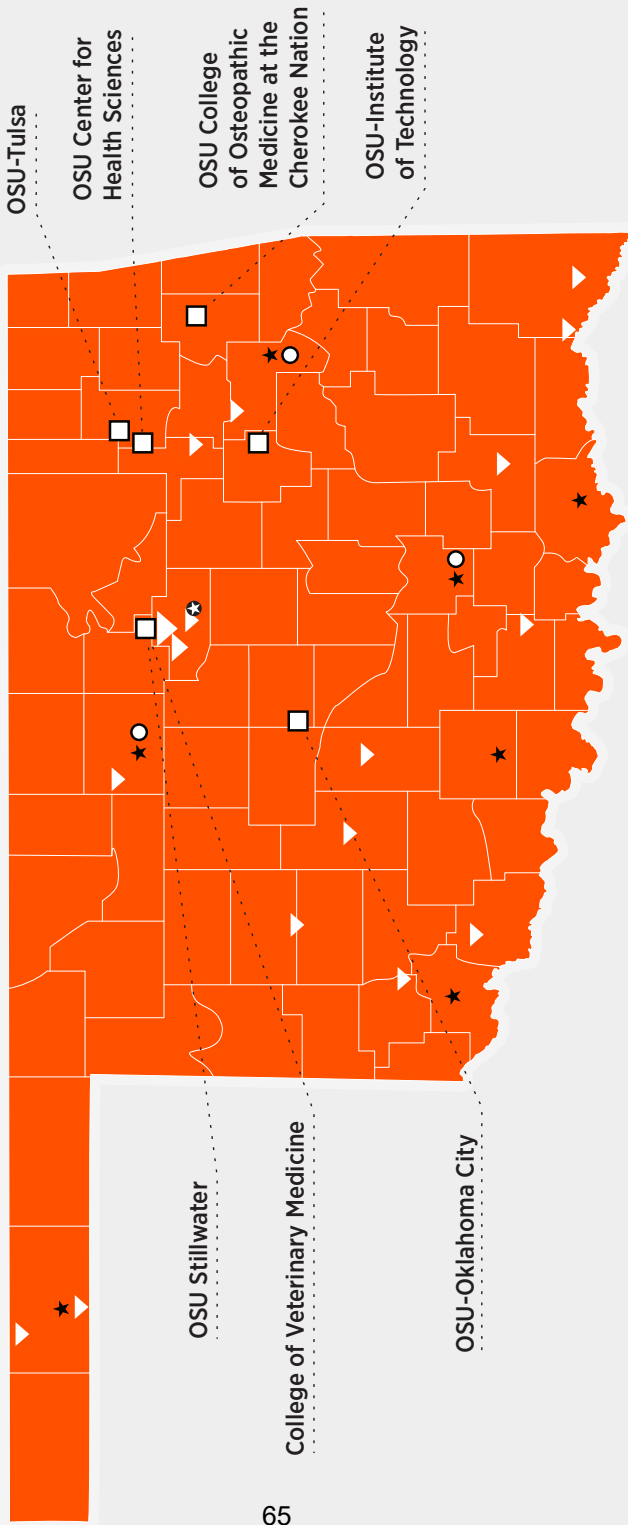 OSU-Tulsa
OSU Center for
Health Sciences
OSU College
of Osteopathic
Medicine at the
Cherokee Nation
OSU-Institute
of Technology
OSU Stillwater
College of Veterinary Medicine
OSU-Oklahoma City
65